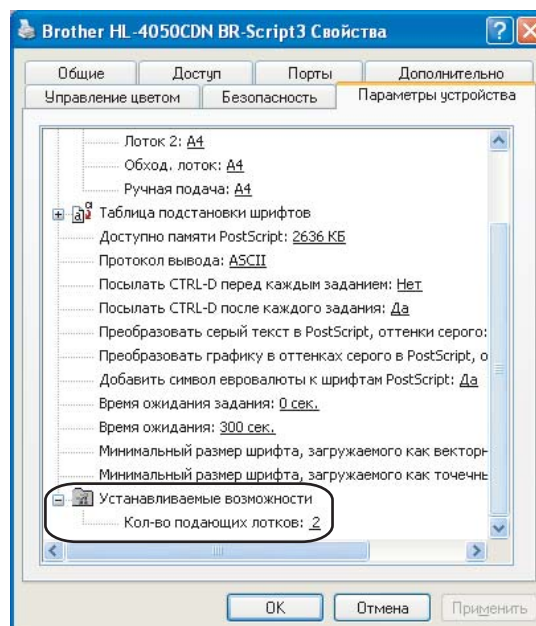 Brother HL-4050CDN BR-Script3 Свойства
Общие Доступ Порты Дополнительно
Управление цветом Безопасность Параметры устройства
Лоток 2: A4
Обход. лоток: A4
Ручная подача: A4
Таблица подстановки шрифтов
Доступно памяти PostScript: 2636 КБ
Протокол вывода: ASCII
Посылать CTRL-D перед каждым заданием: Нет
Посылать CTRL-D после каждого задания: Да
Преобразовать серый текст в PostScript, оттенки серого:
Преобразовать графику в оттенках серого в PostScript, о
Добавить символ евровалюты к шрифтам PostScript: Да
Время ожидания задания: 0 сек.
Время ожидания: 300 сек.
Минимальный размер шрифта, загружаемого как векторн
Минимальный размер шрифта, загружаемого как точечнь
Устанавливаемые возможности
Кол-во подающих лотков: 2
OK Отмена Применить